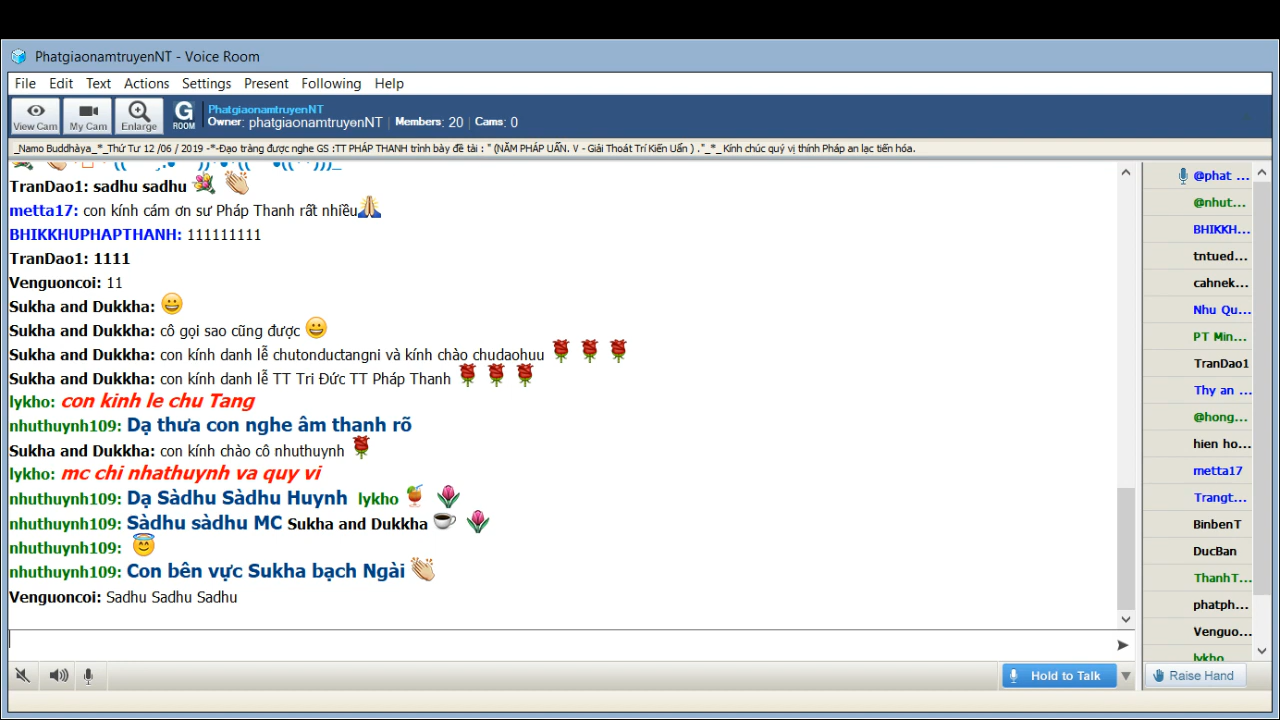 PhatgiaonamtruyenNT - Voice Room
File Edit Text Actions Settings Present Following Help
View Cam My Cam Enlarge G ROOM
PhatgiaonamtruyenNT
Owner: phatgiaonamtruyenNT | Members: 20 | Cams: 0
_Namo Buddhàya_*_Thứ Tư 12 /06 / 2019 -*-Đạo tràng được nghe GS :TT PHÁP THANH trình bày đề tài : " (NĂM PHÁP UẨN. V - Giải Thoát Trí Kiến Uẩn ) ."_*_ Kính chúc quý vị thính Pháp an lạc tiến hóa.
TranDao1: sadhu sadhu
metta17: con kính cám ơn sư Pháp Thanh rất nhiều
BHIKKHUPHAPTHANH: 111111111
TranDao1: 1111
Venguoncoi: 11
Sukha and Dukkha:
Sukha and Dukkha: cô gọi sao cũng được
Sukha and Dukkha: con kính danh lễ chutonductangni và kính chào chudaohuu
Sukha and Dukkha: con kính danh lễ TT Tri Đức TT Pháp Thanh
lykho: con kinh le chu Tang
nhuthuynh109: Dạ thưa con nghe âm thanh rõ
Sukha and Dukkha: con kính chào cô nhuthuynh
lykho: mc chi nhathuynh va quy vi
nhuthuynh109: Dạ Sàdhu Sàdhu Huynh lykho
nhuthuynh109: Sàdhu sàdhu MC Sukha and Dukkha
nhuthuynh109:
nhuthuynh109: Con bên vực Sukha bạch Ngài
Venguoncoi: Sadhu Sadhu Sadhu
@phat ...
@nhut...
BHIKKH...
tntued...
cahnek...
Nhu Qu...
PT Min...
TranDao1
Thy an ...
@hong...
hien ho...
metta17
Trangt...
BinbenT
DucBan
ThanhT...
phatph...
Venguo...
lykho
Hold to Talk
Raise Hand